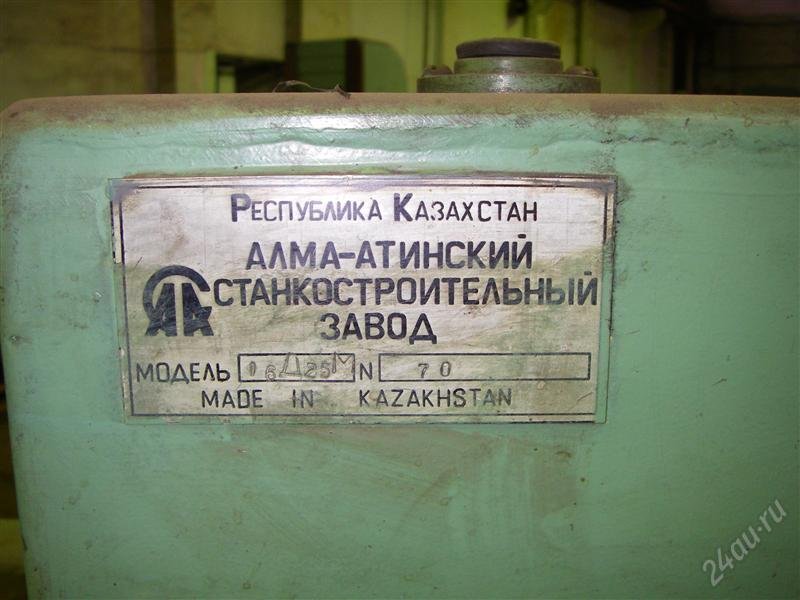 РЕСПУБЛИКА КАЗАХСТАН
АЛМА-АТИНСКИЙ
СТАНКОСТРОИТЕЛЬНЫЙ
ЗАВОД
МОДЕЛЬ 16Д25М N 70
MADE IN KAZAKHSTAN
24au.ru